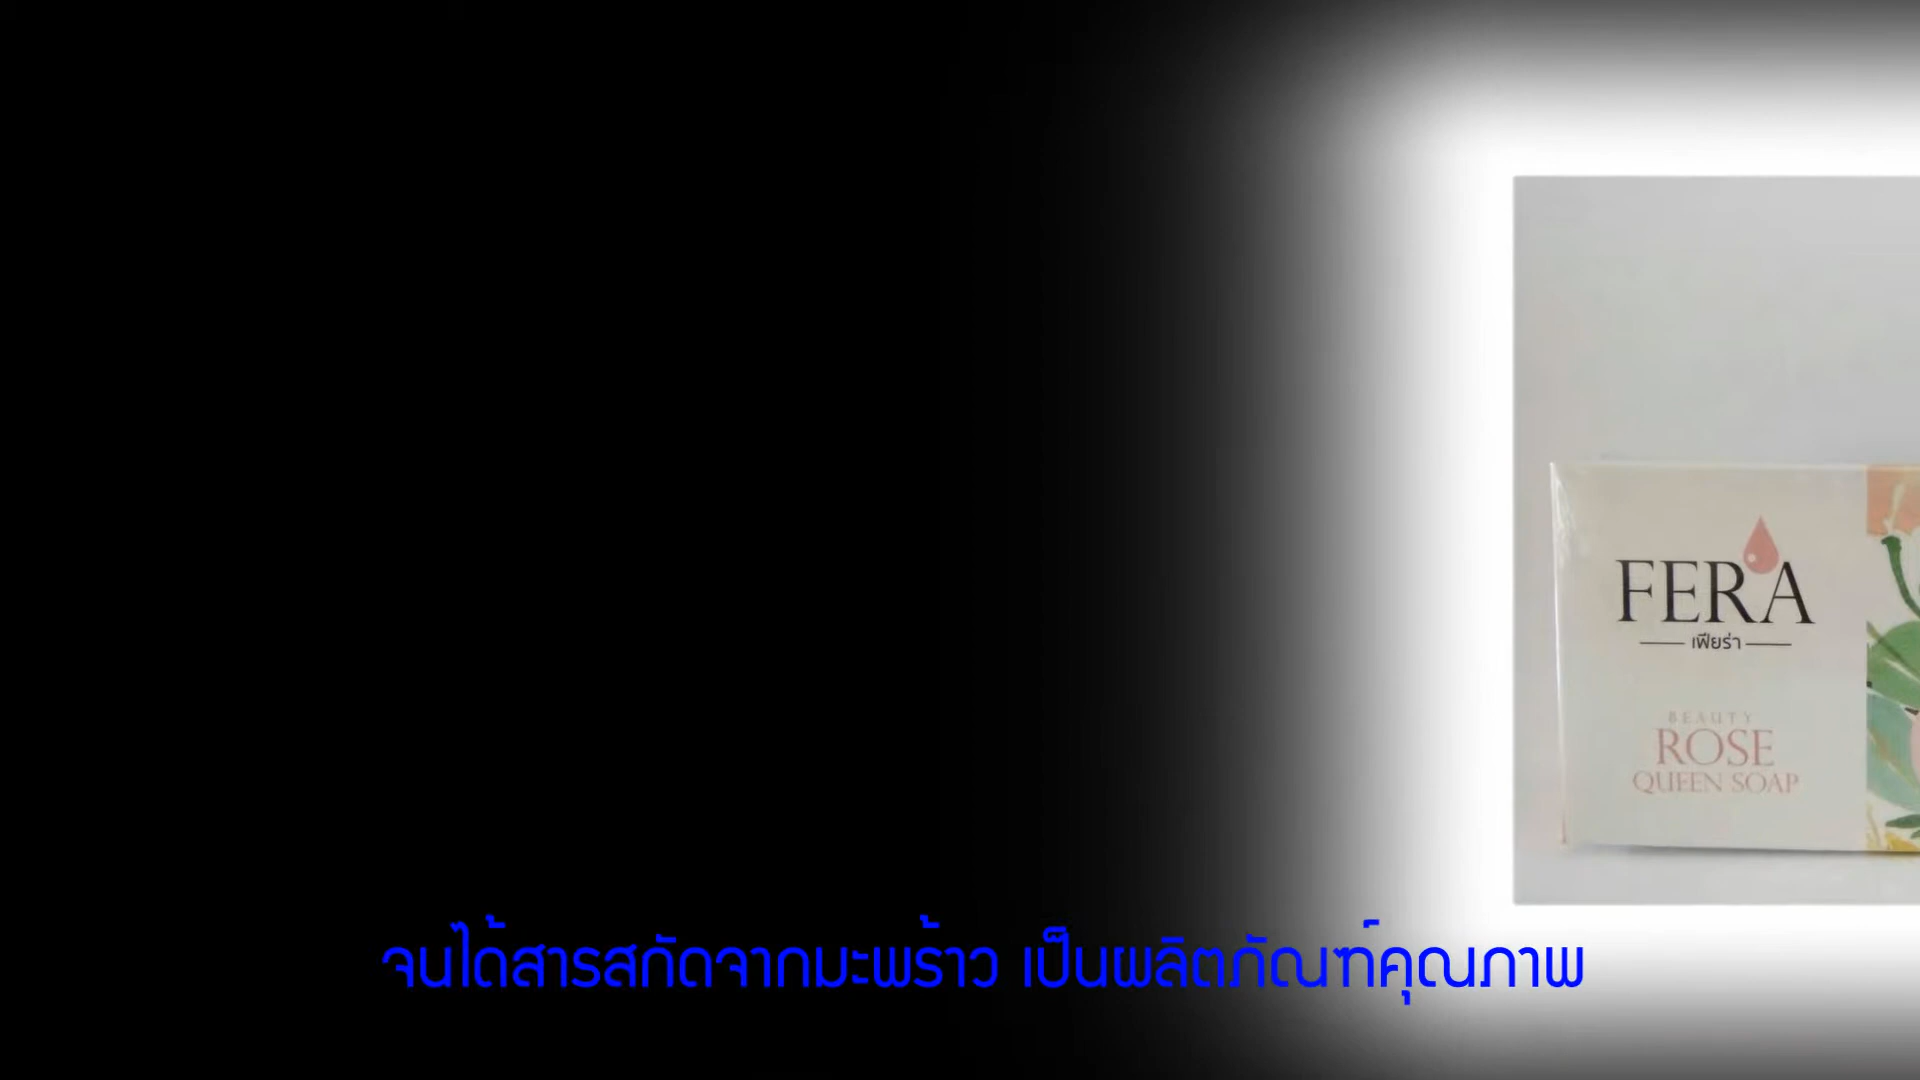 FERA
เฟียร่า
BEAUTY
ROSE
QUEEN SOAP
จนได้สารสกัดจากมะพร้าว เป็นผลิตภัณฑ์คุณภาพ